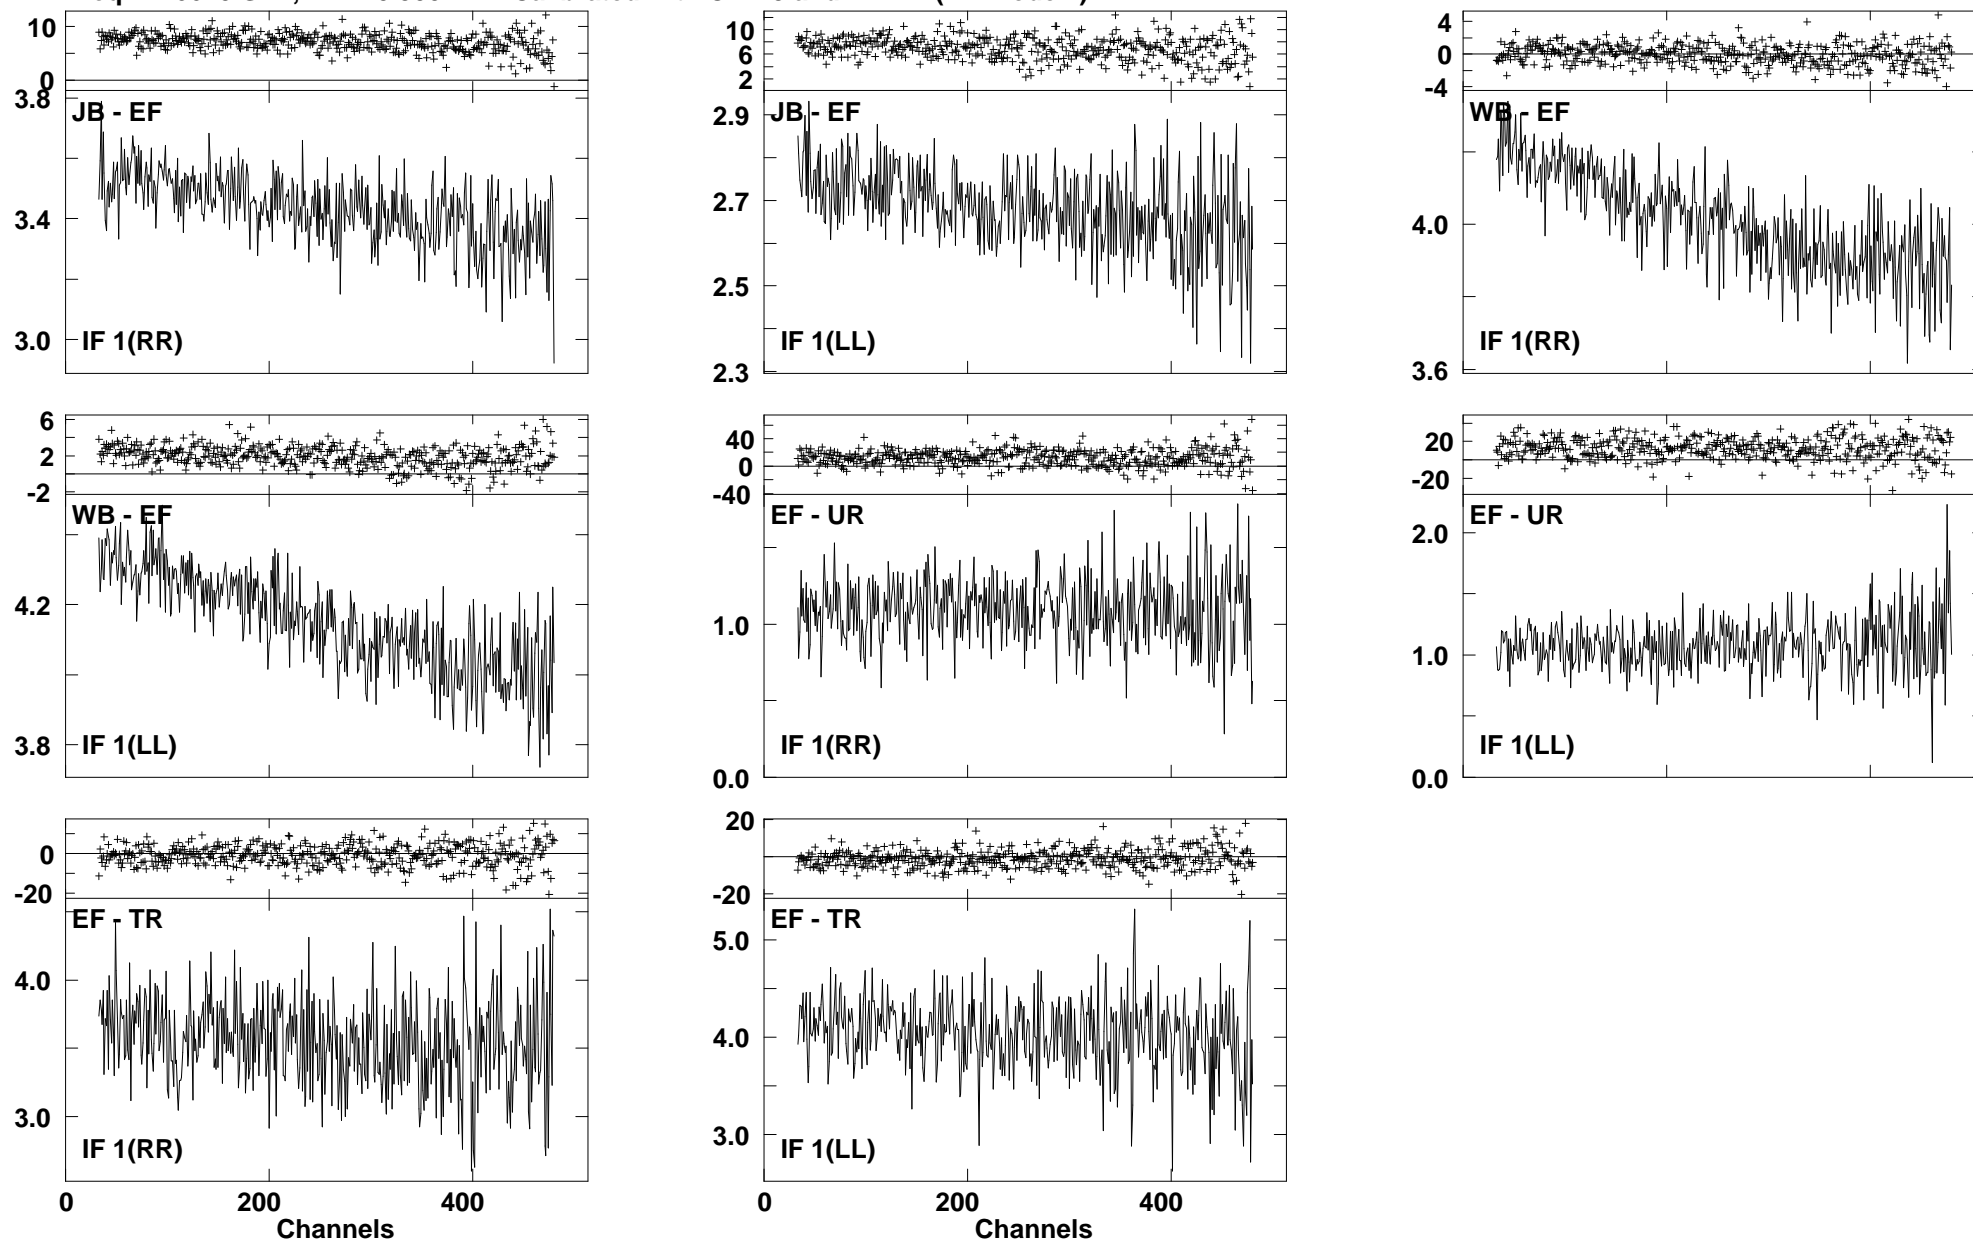 10
0
3.8
JB - EF
3.4
3.0
IF 1(RR)
10
6
2
2.9
JB - EF
2.7
2.5
2.3
IF 1(LL)
4
0
-4
WB - EF
4.0
3.6
IF 1(RR)
6
2
-2
WB - EF
4.2
3.8
IF 1(LL)
40
0
-40
EF - UR
1.0
0.0
IF 1(RR)
20
-20
EF - UR
2.0
1.0
0.0
IF 1(LL)
0
-20
EF - TR
4.0
3.0
IF 1(RR)
0 200 400
Channels
20
-20
EF - TR
5.0
4.0
3.0
IF 1(LL)
0 200 400
Channels